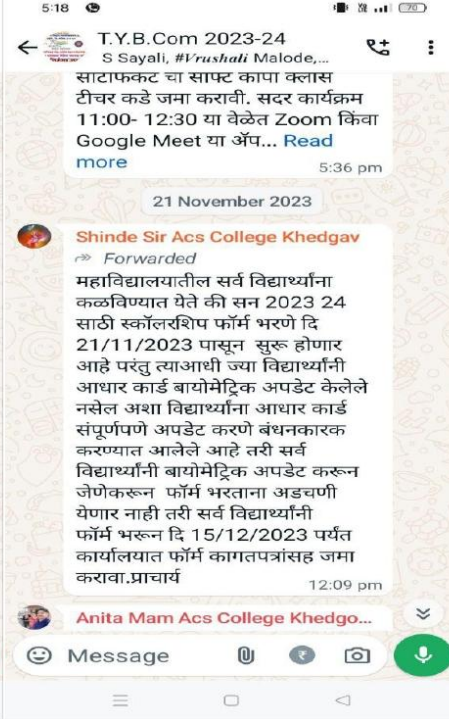 5:18
70
T.Y.B.Com 2023-24
S Sayali, #Vrushali Malode,...
सर्टिफिकेट ची सॉफ्ट कॉपी क्लास
टीचर कडे जमा करावी. सदर कार्यक्रम
11:00- 12:30 या वेळेत Zoom किंवा
Google Meet या ॲप... Read
more
5:36 pm
21 November 2023
Shinde Sir Acs College Khedgav
Forwarded
महाविद्यालयातील सर्व विद्यार्थ्यांना
कळविण्यात येते की सन 2023 24
साठी स्कॉलरशिप फॉर्म भरणे दि
21/11/2023 पासून सुरू होणार
आहे परंतु त्याआधी ज्या विद्यार्थ्यांनी
आधार कार्ड बायोमेट्रिक अपडेट केलेले
नसेल अशा विद्यार्थ्यांना आधार कार्ड
संपूर्णपणे अपडेट करणे बंधनकारक
करण्यात आलेले आहे तरी सर्व
विद्यार्थ्यांनी बायोमेट्रिक अपडेट करून
जेणेकरून फॉर्म भरताना अडचणी
येणार नाही तरी सर्व विद्यार्थ्यांनी
फॉर्म भरून दि 15/12/2023 पर्यंत
कार्यालयात फॉर्म कागतपत्रांसह जमा
करावा.प्राचार्य
12:09 pm
Anita Mam Acs College Khedgo...
Message